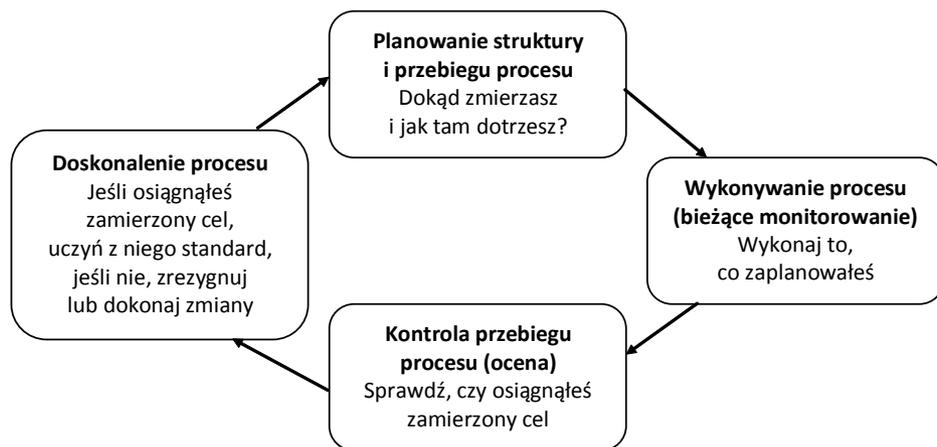 Planowanie struktury
i przebiegu procesu
Dokąd zmierzasz
i jak tam dotrzesz?
Wykonywanie procesu
(bieżące monitorowanie)
Wykonaj to,
co zaplanowałeś
Kontrola przebiegu
procesu (ocena)
Sprawdź, czy osiągnąłeś
zamierzony cel
Doskonalenie procesu
Jeśli osiągnąłeś
zamierzony cel,
uczyń z niego standard,
jeśli nie, zrezygnuj
lub dokonaj zmiany